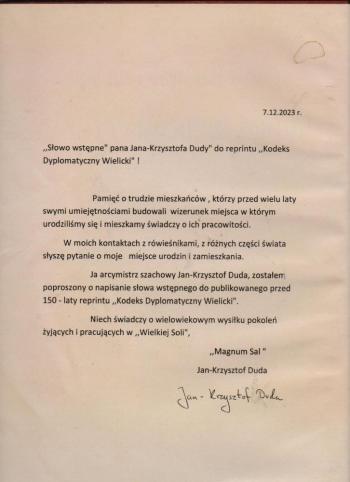 7.12.2023 r.
,,Słowo wstępne" pana Jana-Krzysztofa Dudy" do reprintu ,,Kodeks
Dyplomatyczny Wielicki" !
Pamięć o trudzie mieszkańców , którzy przed wielu laty
swymi umiejętnościami budowali wizerunek miejsca w którym
urodziliśmy się i mieszkamy świadczy o ich pracowitości.
W moich kontaktach z rówieśnikami, z różnych części świata
słyszę pytanie o moje miejsce urodzin i zamieszkania.
Ja arcymistrz szachowy Jan-Krzysztof Duda, zostałem
poproszony o napisanie słowa wstępnego do publikowanego przed
150 - laty reprintu ,,Kodeks Dyplomatyczny Wielicki".
Niech świadczy o wielowiekowym wysiłku pokoleń
żyjących i pracujących w ,,Wielkiej Soli",
,,Magnum Sal "
Jan-Krzysztof Duda
Jan - Krzysztof Duda